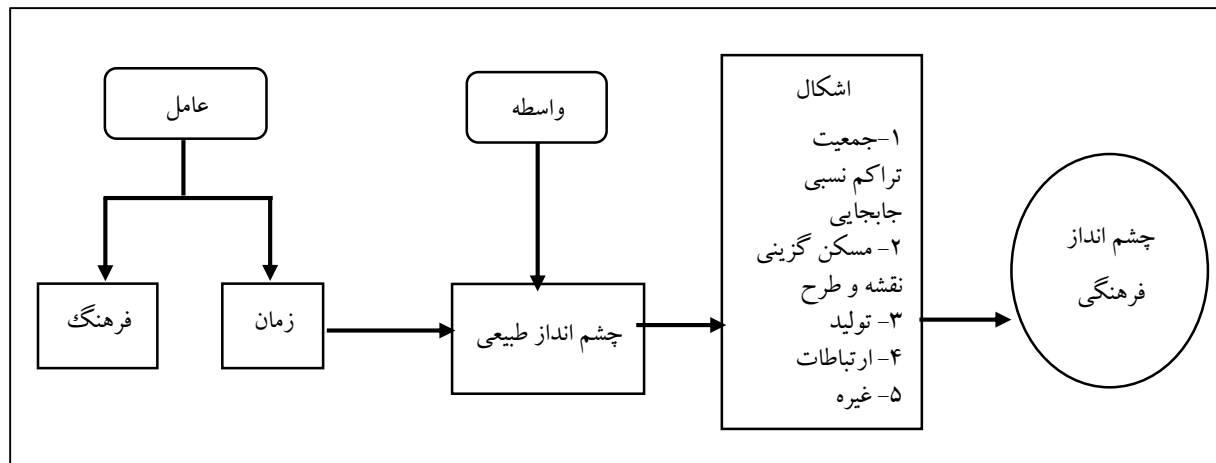 عامل
واسطه
فرهنگ
زمان
چشم انداز طبیعی
اشکال
۱-جمعیت
تراکم نسبی
جابجایی
۲- مسکن گزینی
نقشه و طرح
۳- تولید
۴- ارتباطات
۵- غیره
چشم انداز
فرهنگی